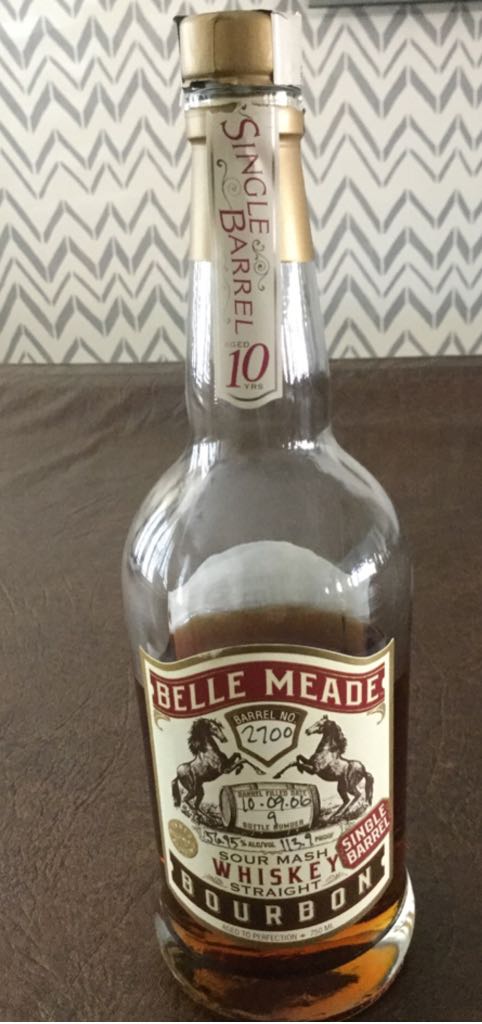 SINGLE
BARREL
AGED
10
YRS
BELLE MEADE
BARREL NO.
2700
BARREL FILLED DATE
10-09-06
9
BOTTLE NUMBER
56.95% ALC/VOL 113.9 PROOF
SINGLE
BARREL
SOUR MASH
WHISKEY
STRAIGHT
BOURBON
AGED TO PERFECTION 750 ML